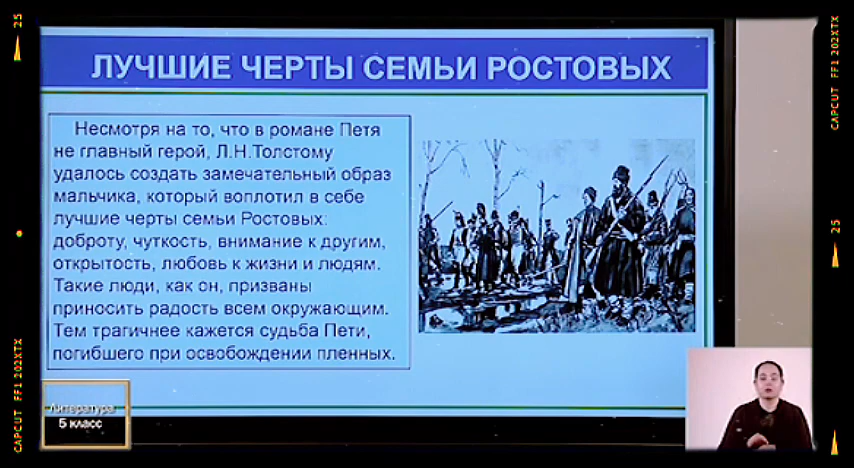 25
25
CAPCUT FF1 202XTX
ЛУЧШИЕ ЧЕРТЫ СЕМЬИ РОСТОВЫХ
Несмотря на то, что в романе Петя
не главный герой, Л.Н.Толстому
удалось создать замечательный образ
мальчика, который воплотил в себе
лучшие черты семьи Ростовых:
доброту, чуткость, внимание к другим,
открытость, любовь к жизни и людям.
Такие люди, как он, призваны
приносить радость всем окружающим.
Тем трагичнее кажется судьба Пети,
погибшего при освобождении пленных.
CAPCUT FF1 202XTX
Литература
5 класс